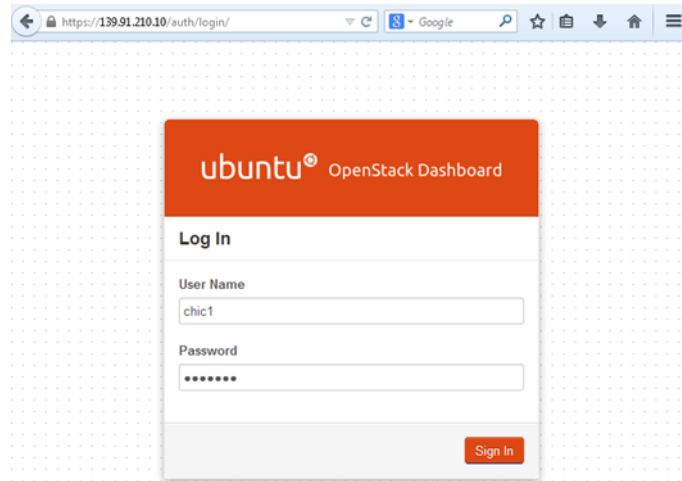 https://139.91.210.10/auth/login/ Google
ubuntu OpenStack Dashboard
Log In
User Name
chic1
Password
•••••••
Sign In